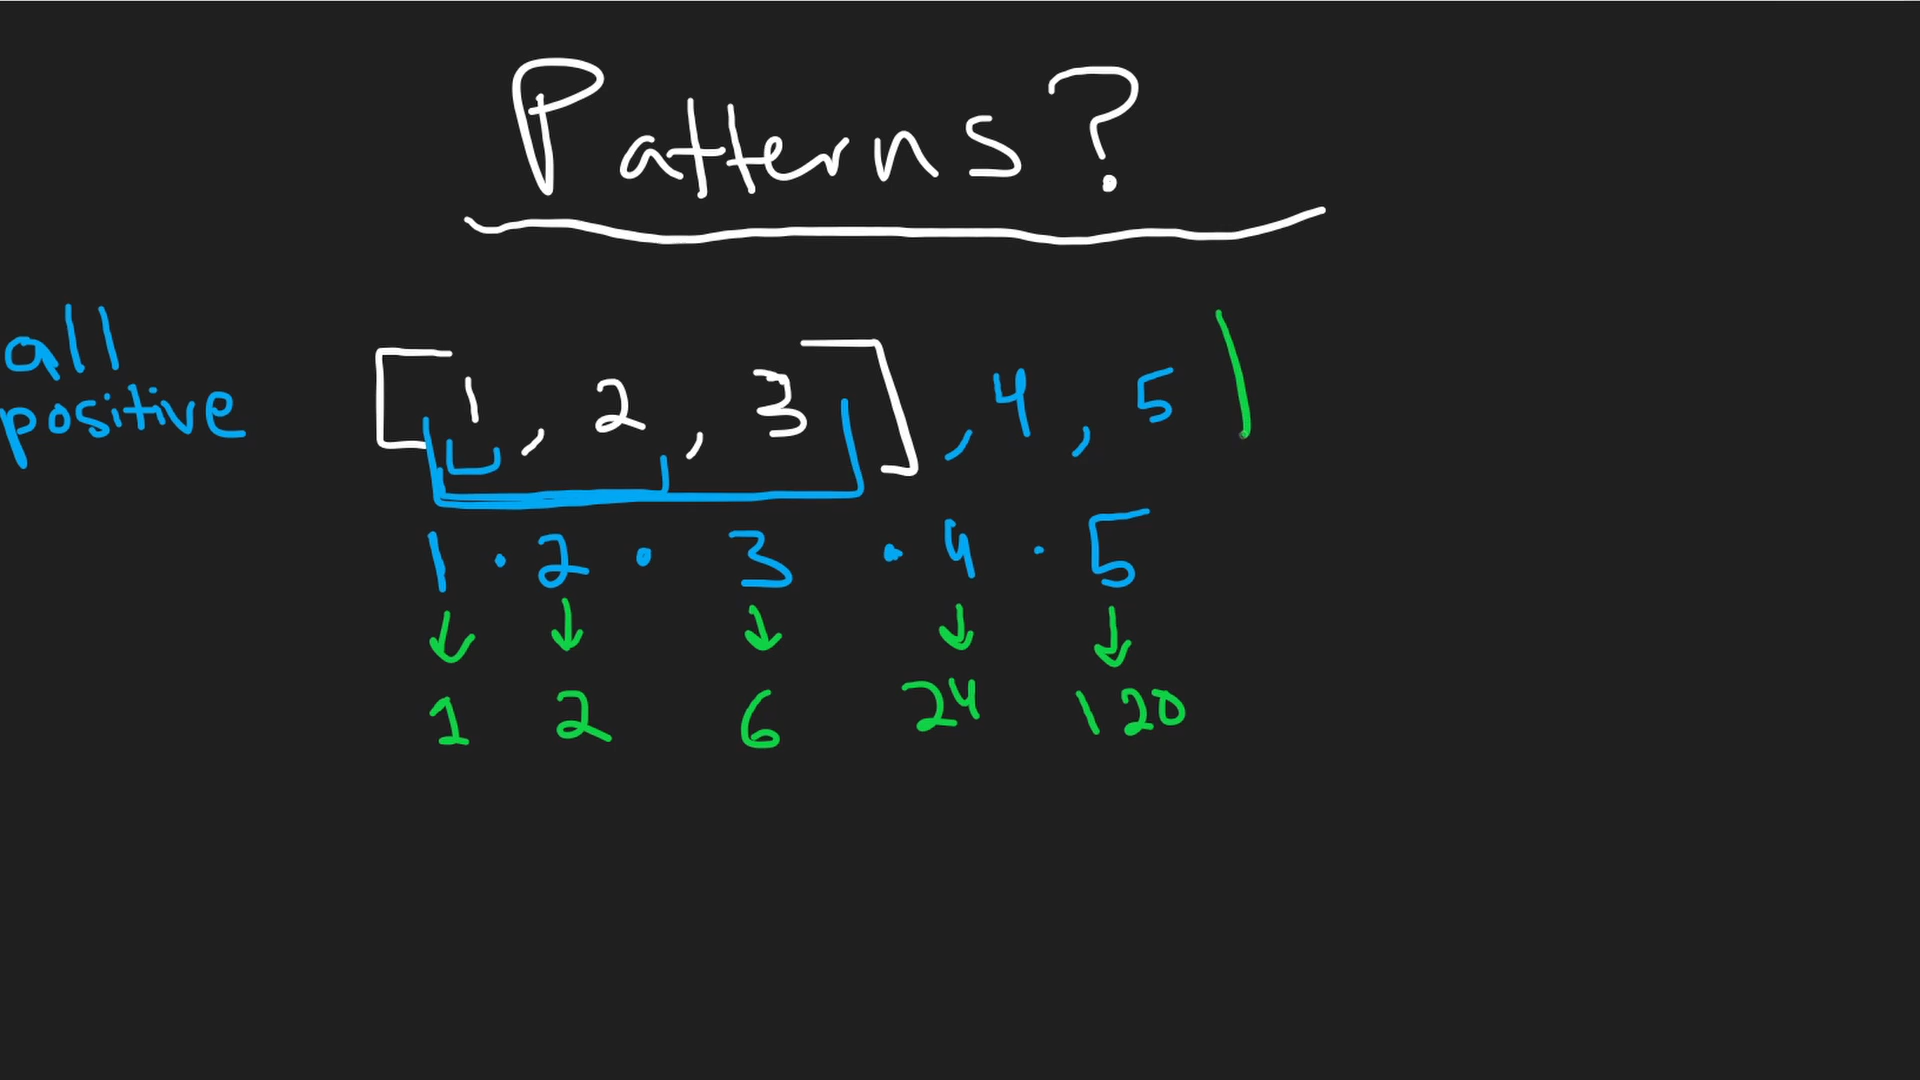 Patterns?
all
positive
[1, 2, 3], 4, 5
1 · 2 · 3 · 4 · 5
↓ ↓ ↓ ↓ ↓
1 2 6 24 120